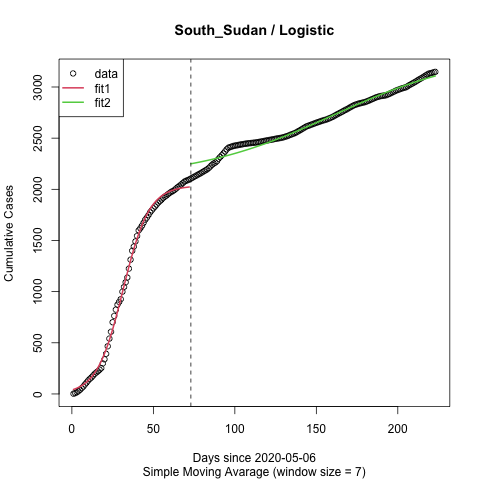 South_Sudan / Logistic
data
fit1
fit2
Cumulative Cases
3000
2500
2000
1500
1000
500
0
0 50 100 150 200
Days since 2020-05-06
Simple Moving Avarage (window size = 7)